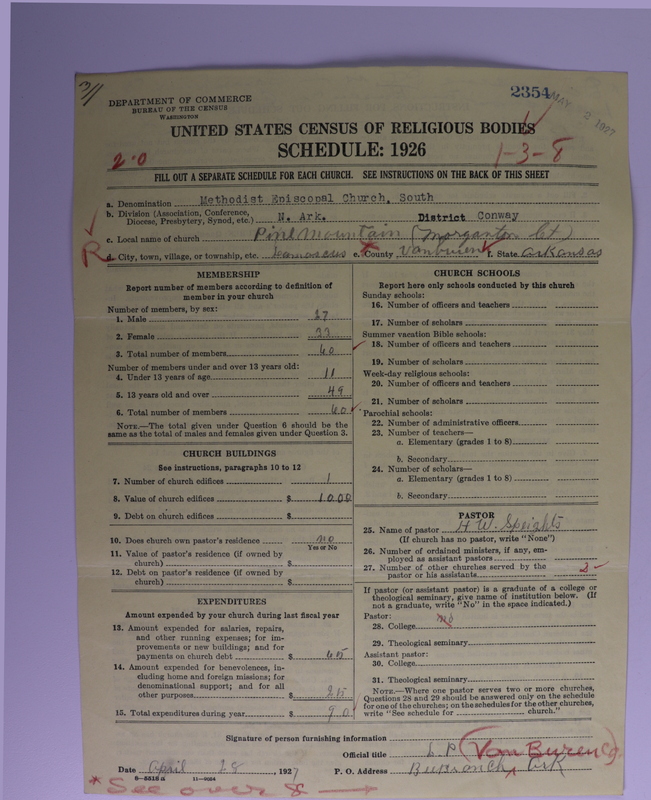 3/1
2354
MAY 2 1927
DEPARTMENT OF COMMERCE
BUREAU OF THE CENSUS
WASHINGTON
UNITED STATES CENSUS OF RELIGIOUS BODIES
SCHEDULE: 1926
2-0
1-3-8
FILL OUT A SEPARATE SCHEDULE FOR EACH CHURCH. SEE INSTRUCTIONS ON THE BACK OF THIS SHEET
a. Denomination Methodist Episcopal Church, South
b. Division (Association, Conference, Diocese, Presbytery, Synod, etc.) N. Ark. District Conway
c. Local name of church Pine Mountain (Morganton Ct)
R
d. City, town, village, or township, etc. Damascus e. County Vanburen f. State Arkansas
MEMBERSHIP
Report number of members according to definition of
member in your church
Number of members, by sex:
1. Male 27
2. Female 33
3. Total number of members 60
Number of members under and over 13 years old:
4. Under 13 years of age 11
5. 13 years old and over 49
6. Total number of members 60
NOTE.—The total given under Question 6 should be
same as the total of males and females given under Question 3.
CHURCH BUILDINGS
See instructions, paragraphs 10 to 12
7. Number of church edifices 1
8. Value of church edifices $ 1000
9. Debt on church edifices $
10. Does church own pastor's residence no
Yes or No
11. Value of pastor's residence (if owned by
church) $
12. Debt on pastor's residence (if owned by
church) $
EXPENDITURES
Amount expended by your church during last fiscal year
13. Amount expended for salaries, repairs,
and other running expenses; for im-
provements or new buildings; and for
payments on church debt $ 65
14. Amount expended for benevolences, in-
cluding home and foreign missions; for
denominational support; and for all
other purposes $ 25
15. Total expenditures during year $ 90
CHURCH SCHOOLS
Report here only schools conducted by this church
Sunday schools:
16. Number of officers and teachers
17. Number of scholars
Summer vacation Bible schools:
18. Number of officers and teachers
19. Number of scholars
Week-day religious schools:
20. Number of officers and teachers
21. Number of scholars
Parochial schools:
22. Number of administrative officers
23. Number of teachers—
a. Elementary (grades 1 to 8)
b. Secondary
24. Number of scholars—
a. Elementary (grades 1 to 8)
b. Secondary
PASTOR
25. Name of pastor H W. Speights
(If church has no pastor, write "None")
26. Number of ordained ministers, if any, em-
ployed as assistant pastors
27. Number of other churches served by the
pastor or his assistants 3-
If pastor (or assistant pastor) is a graduate of a college or
theological seminary, give name of institution below. (If
not a graduate, write "No" in the space indicated.)
Pastor:
28. College no
29. Theological seminary
Assistant pastor:
30. College
31. Theological seminary
NOTE.—Where one pastor serves two or more churches,
Questions 28 and 29 should be answered only on the schedule
for one of the churches; on the schedules for the other churches,
write "See schedule for church."
Signature of person furnishing information
Official title L. P (Van Buren Co.
Date April 28, 1927 P. O. Address Ark
8-5518a 11-9064
* See over 8